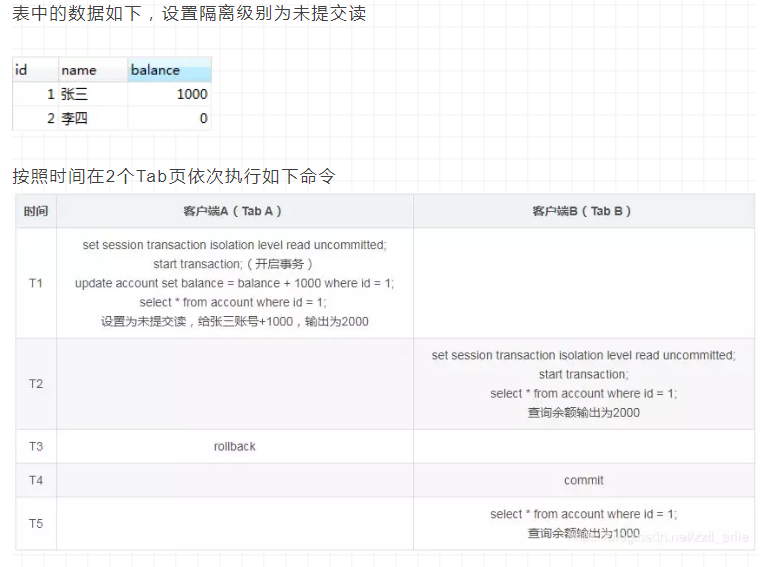 表中的数据如下，设置隔离级别为未提交读
id name balance
1 张三 1000
2 李四 0
按照时间在2个Tab页依次执行如下命令
时间 客户端A（Tab A） 客户端B（Tab B）
T1
set session transaction isolation level read uncommitted;
start transaction;（开启事务）
update account set balance = balance + 1000 where id = 1;
select * from account where id = 1;
设置为未提交读，给张三账号+1000，输出为2000
T2
set session transaction isolation level read uncommitted;
start transaction;
select * from account where id = 1;
查询余额输出为2000
T3 rollback
T4 commit
T5
select * from account where id = 1;
查询余额输出为1000